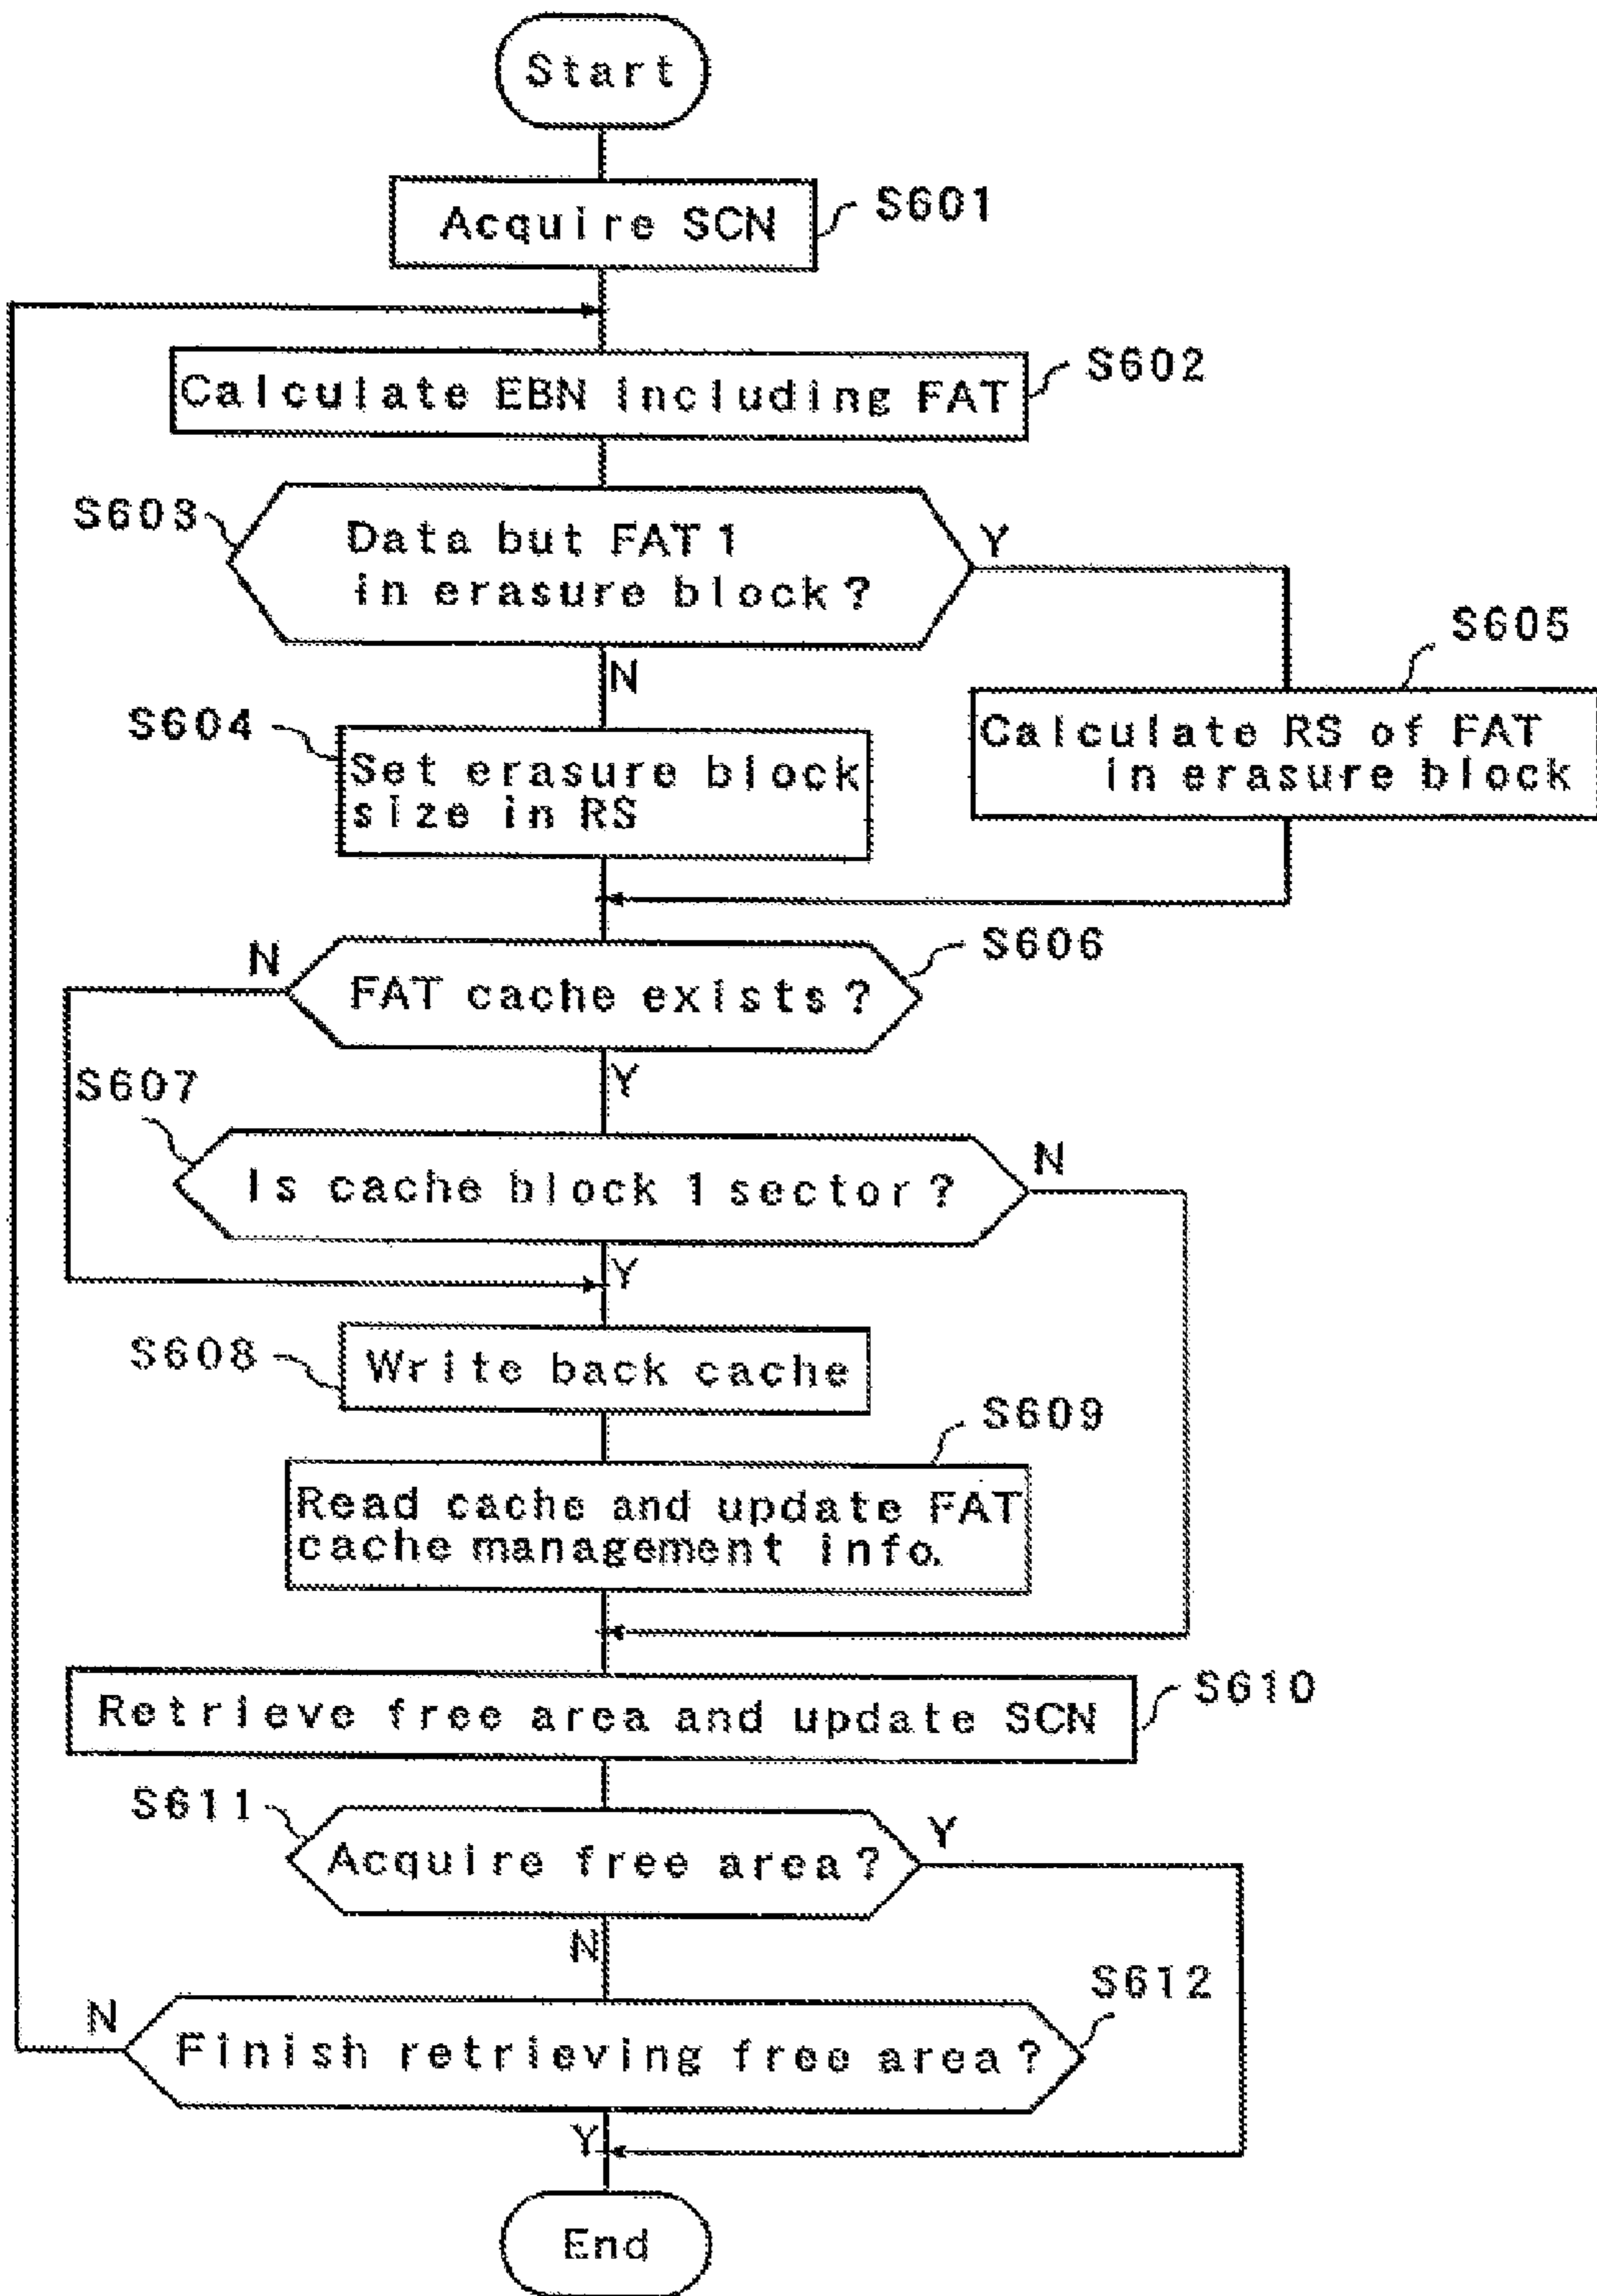 Start
Acquire SCN
S601
Calculate EBN including FAT
S602
S603
Data but FAT1
in erasure block?
Y
N
S605
Calculate RS of FAT
in erasure block
S604
Set erasure block
size in RS
S606
N
FAT cache exists?
Y
S607
Is cache block 1 sector?
N
Y
S608
Write back cache
S609
Read cache and update FAT
cache management info.
Retrieve free area and update SCN
S610
S611
Acquire free area?
Y
N
S612
N
Finish retrieving free area?
Y
End